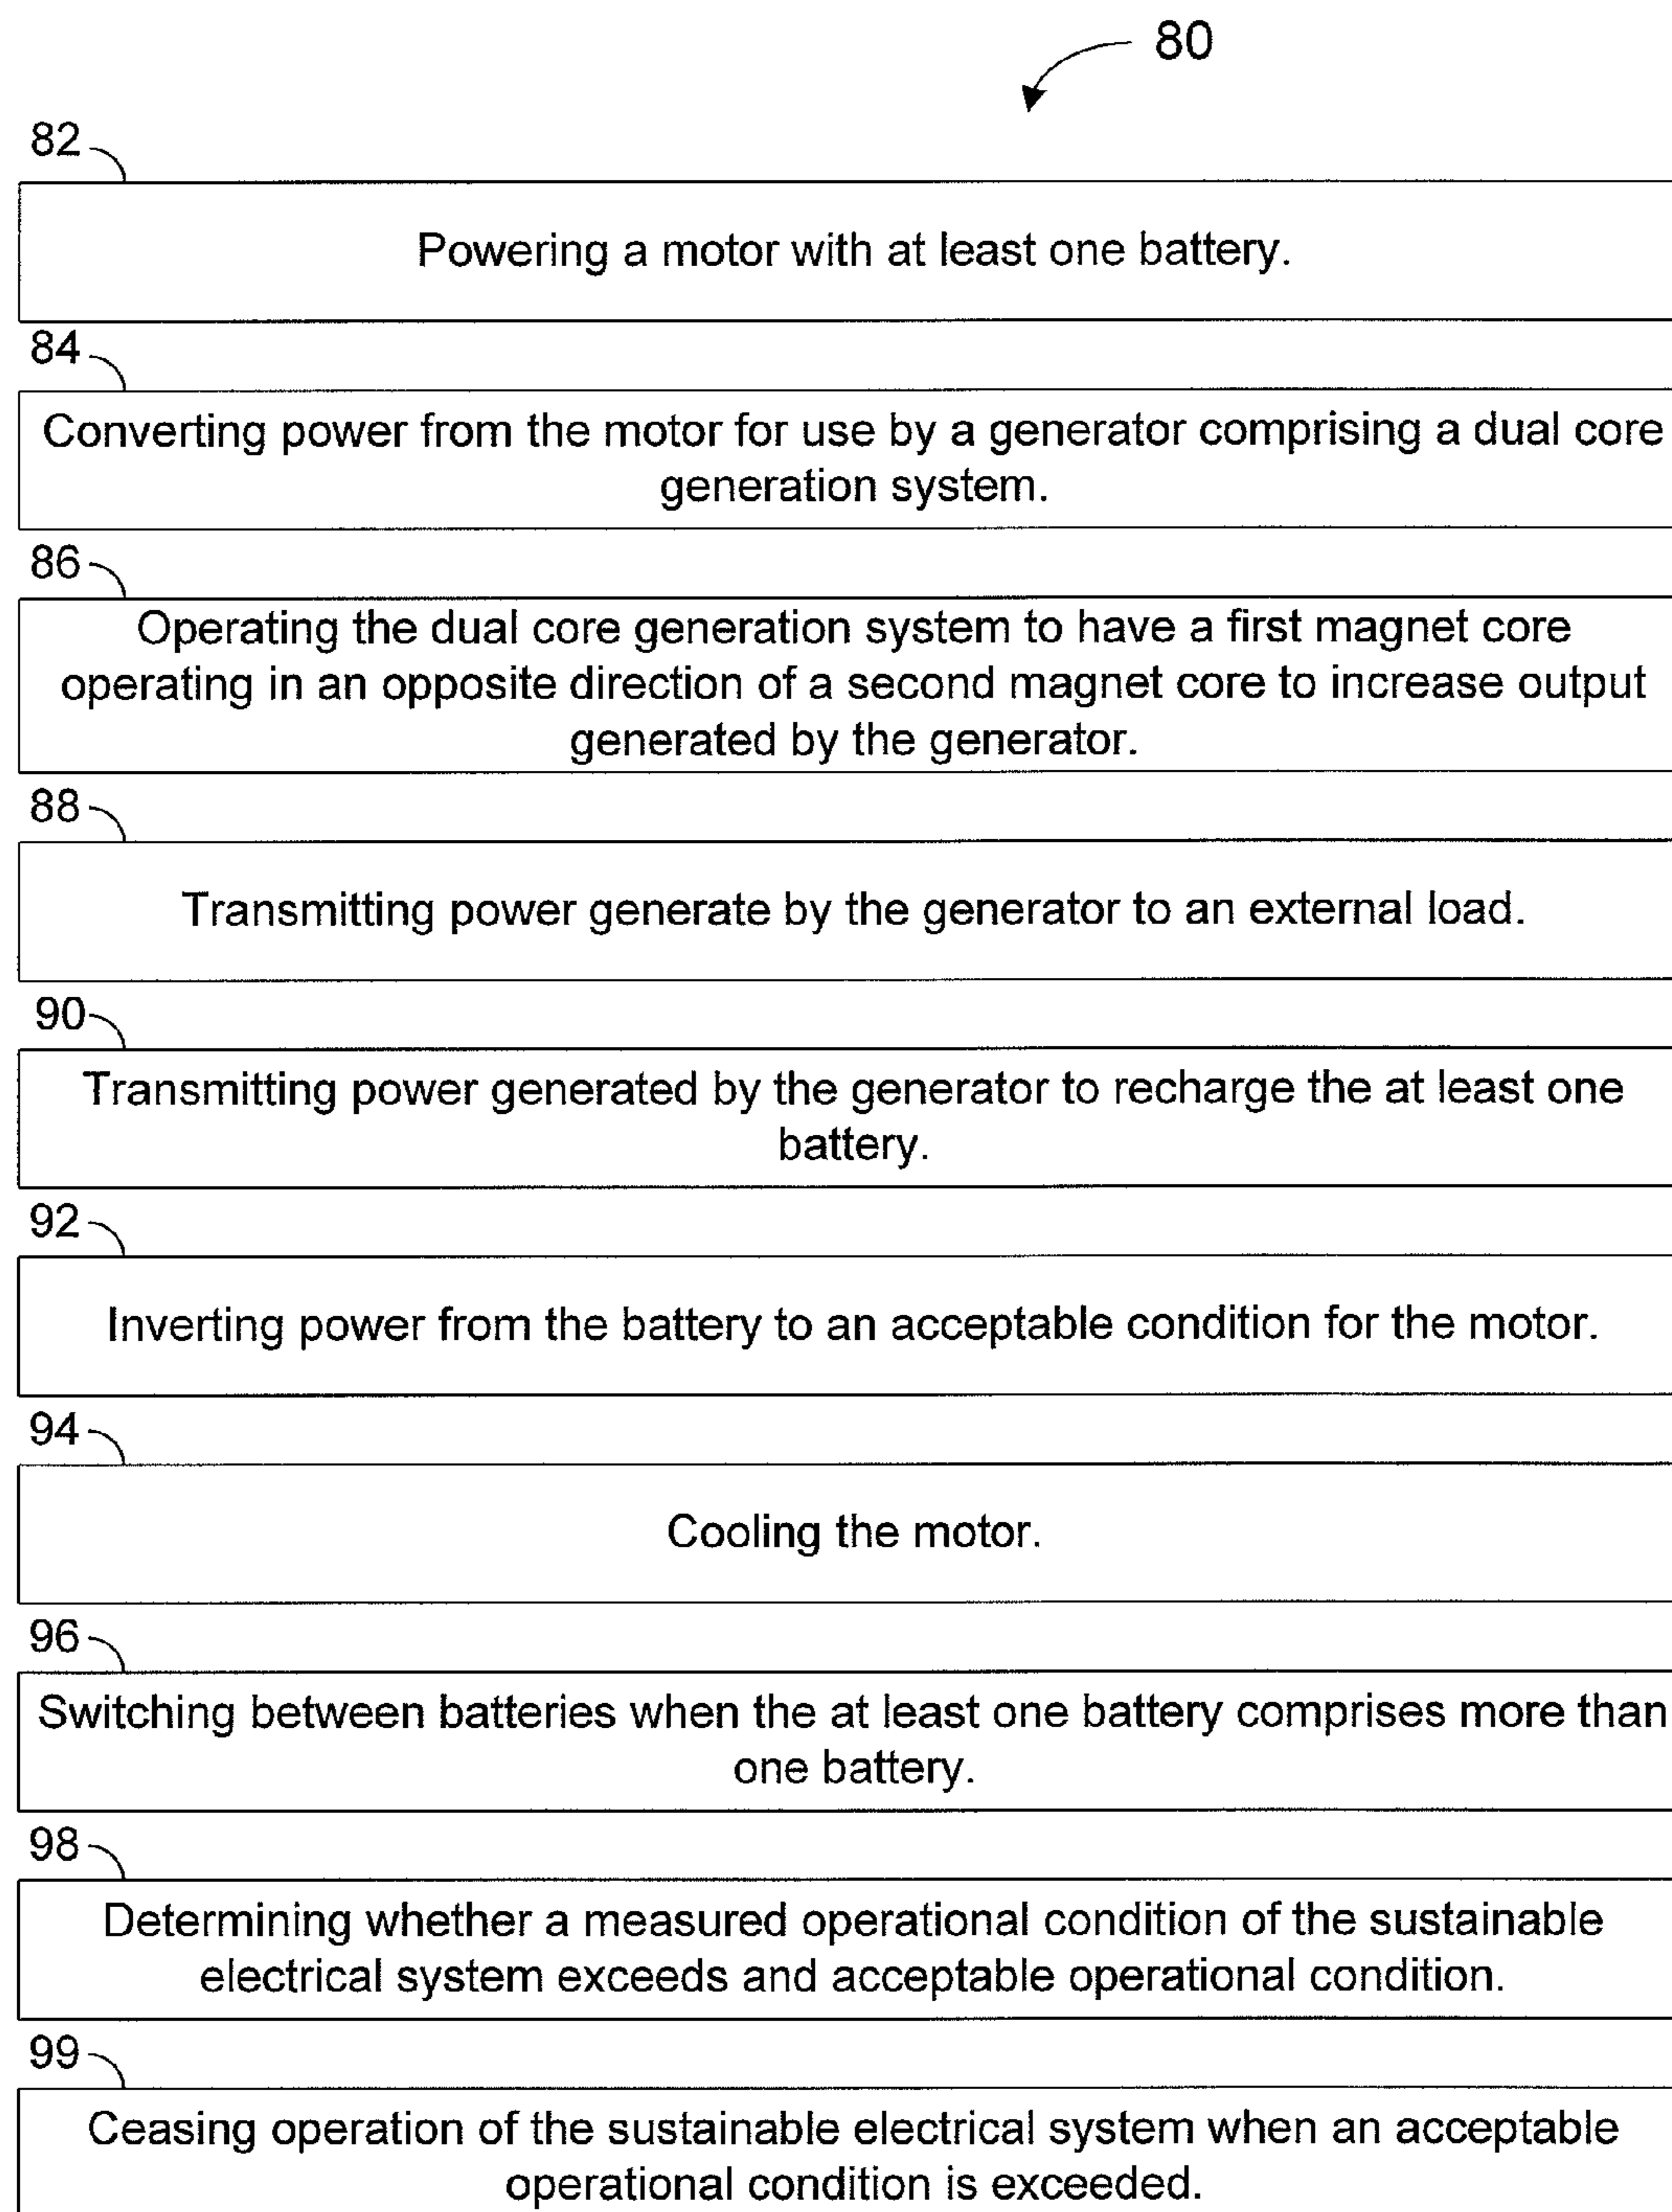 80
82
Powering a motor with at least one battery.
84
Converting power from the motor for use by a generator comprising a dual core
generation system.
86
Operating the dual core generation system to have a first magnet core
operating in an opposite direction of a second magnet core to increase output
generated by the generator.
88
Transmitting power generate by the generator to an external load.
90
Transmitting power generated by the generator to recharge the at least one
battery.
92
Inverting power from the battery to an acceptable condition for the motor.
94
Cooling the motor.
96
Switching between batteries when the at least one battery comprises more than
one battery.
98
Determining whether a measured operational condition of the sustainable
electrical system exceeds and acceptable operational condition.
99
Ceasing operation of the sustainable electrical system when an acceptable
operational condition is exceeded.